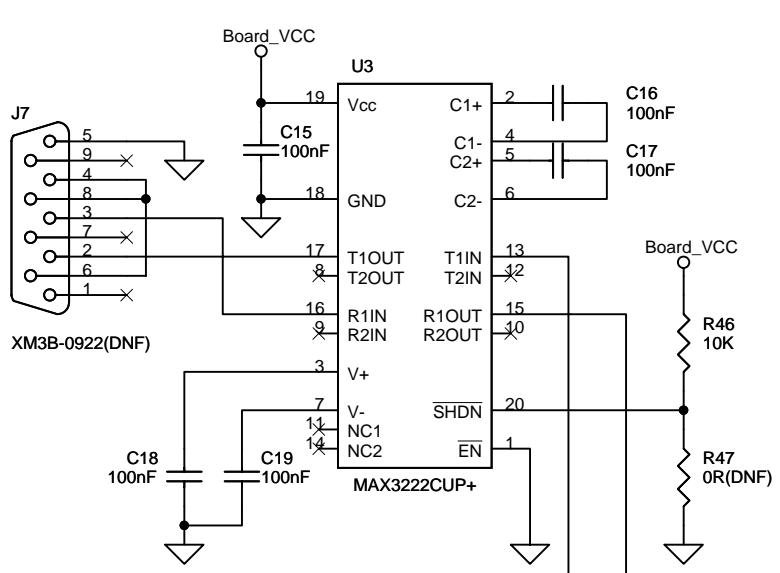 Board_VCC
U3
J7
5
9
4
8
3
7
2
6
1
XM3B-0922(DNF)
C15
100nF
19 Vcc
18 GND
17 T1OUT
8 T2OUT
16 R1IN
9 R2IN
3 V+
7 V-
11 NC1
14 NC2
C1+ 2
C1- 4
C2+ 5
C2- 6
T1IN 13
T2IN 12
R1OUT 15
R2OUT 10
SHDN 20
EN 1
MAX3222CUP+
C16
100nF
C17
100nF
Board_VCC
R46
10K
R47
0R(DNF)
C18
100nF
C19
100nF